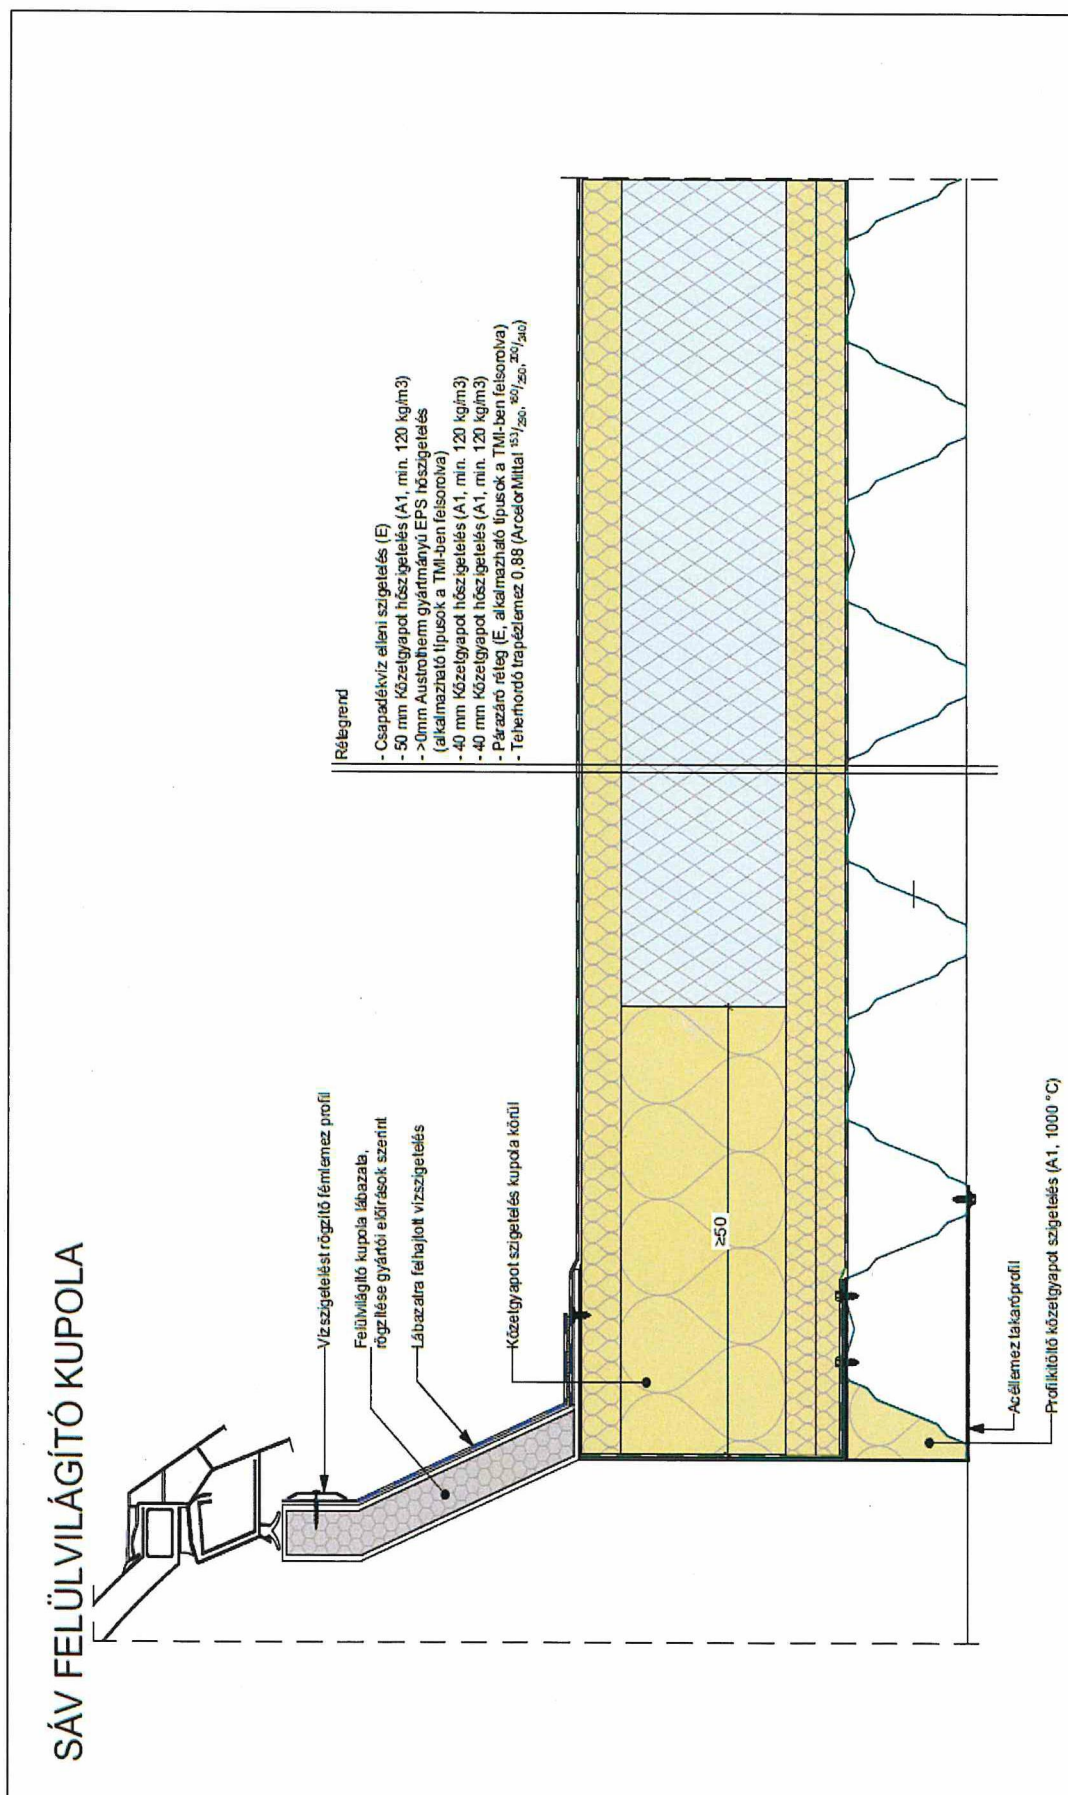 SÁV FELÜLVILÁGÍTÓ KUPOLA
Vízszigetelést rögzítő fémlemez profil
Felülvilágító kupola lábazata,
rögzítése gyártói előírások szerint
Lábazatra felhajtott vízszigetelés
Kőzetgyapot szigetelés kupola körül
Rétegrend
- Csapadékvíz elleni szigetelés (E)
- 50 mm Kőzetgyapot hőszigetelés (A1, min. 120 kg/m3)
- >0mm Austrotherm gyártmányú EPS hőszigetelés
(alkalmazható típusok a TMI-ben felsorolva)
- 40 mm Kőzetgyapot hőszigetelés (A1, min. 120 kg/m3)
- 40 mm Kőzetgyapot hőszigetelés (A1, min. 120 kg/m3)
- Párazáró réteg (E, alkalmazható típusok a TMI-ben felsorolva)
- Teherhordó trapézlemez 0,88 (ArcelorMittal
≥50
Acéllemez takaróprofil
Profilkitöltő kőzetgyapot szigetelés (A1, 1000 °C)